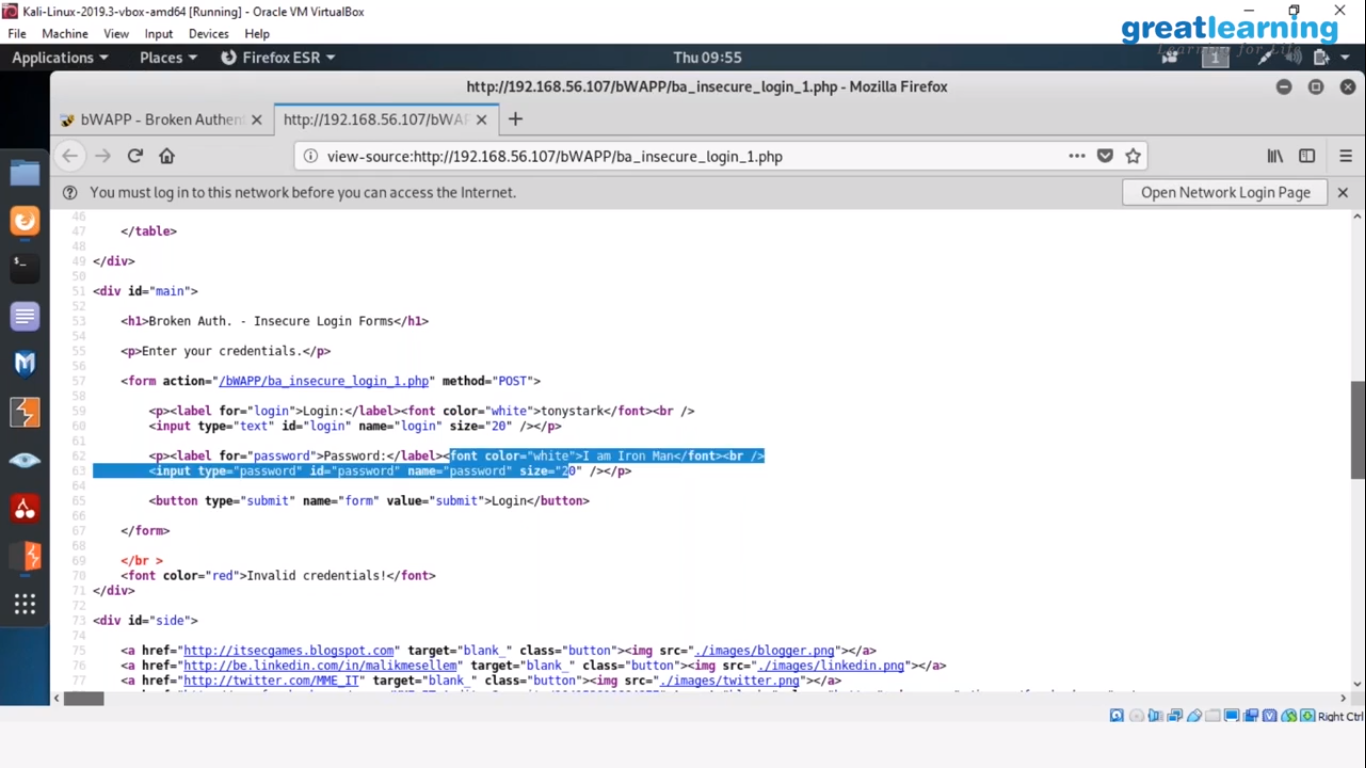 Kali-Linux-2019.3-vbox-amd64 [Running] - Oracle VM VirtualBox
greatlearning
Learning for Life
File Machine View Input Devices Help
Applications Places Firefox ESR Thu 09:55 1
http://192.168.56.107/bWAPP/ba_insecure_login_1.php - Mozilla Firefox
bWAPP - Broken Authent http://192.168.56.107/bWAP
view-source:http://192.168.56.107/bWAPP/ba_insecure_login_1.php
You must log in to this network before you can access the Internet. Open Network Login Page
46
47 </table>
48
49 </div>
50
51 <div id="main">
52
53 <h1>Broken Auth. - Insecure Login Forms</h1>
54
55 <p>Enter your credentials.</p>
56
57 <form action="/bWAPP/ba_insecure_login_1.php" method="POST">
58
59 <p><label for="login">Login:</label><font color="white">tonystark</font><br />
60 <input type="text" id="login" name="login" size="20" /></p>
61
62 <p><label for="password">Password:</label><font color="white">I am Iron Man</font><br />
63 <input type="password" id="password" name="password" size="20" /></p>
64
65 <button type="submit" name="form" value="submit">Login</button>
66
67 </form>
68
69 </br >
70 <font color="red">Invalid credentials!</font>
71 </div>
72
73 <div id="side">
74
75 <a href="http://itsecgames.blogspot.com" target="blank_" class="button"><img src="./images/blogger.png"></a>
76 <a href="http://be.linkedin.com/in/malikmesellem" target="blank_" class="button"><img src="./images/linkedin.png"></a>
77 <a href="http://twitter.com/MME_IT" target="blank_" class="button"><img src="./images/twitter.png"></a>
Right Ctrl